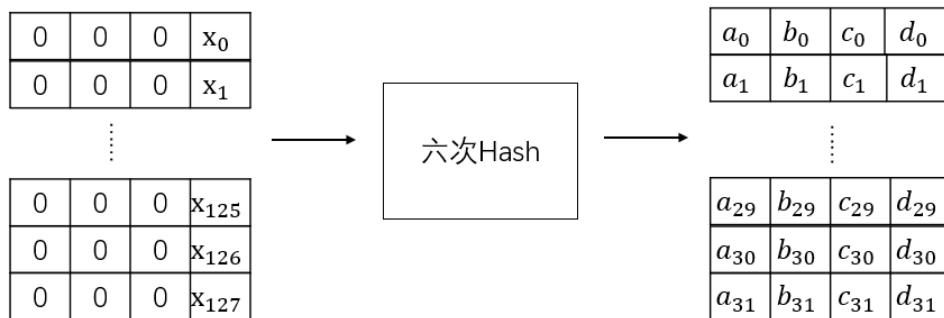 0 0 0 x₀
0 0 0 x₁
0 0 0 x₁₂₅
0 0 0 x₁₂₆
0 0 0 x₁₂₇
六次Hash
a₀ b₀ c₀ d₀
a₁ b₁ c₁ d₁
a₂₉ b₂₉ c₂₉ d₂₉
a₃₀ b₃₀ c₃₀ d₃₀
a₃₁ b₃₁ c₃₁ d₃₁